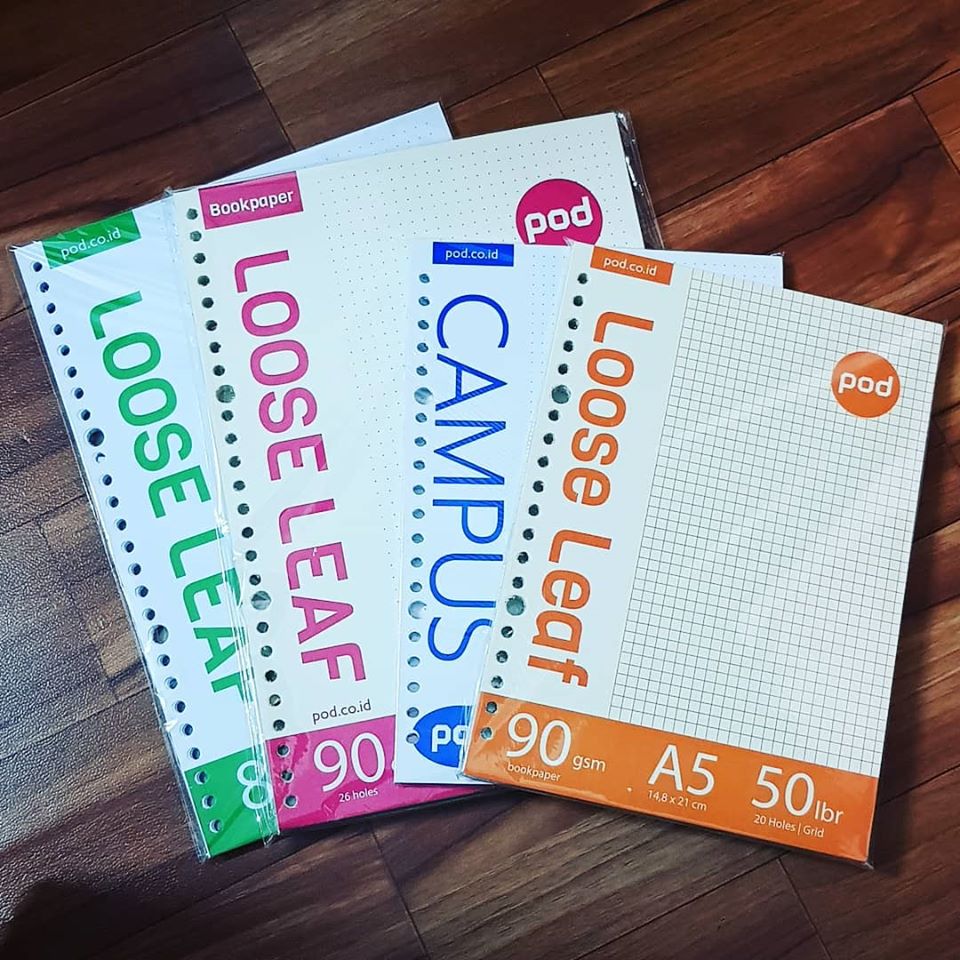 pod.co.id
LOOSE LEAF
Bookpaper
pod
LOOSE LEAF
pod.co.id
90
26 holes
pod.co.id
CAMPUS
pod.co.id
pod
Loose Leaf
90 gsm
bookpaper
A5
14,8 x 21 cm
50 lbr
20 Holes | Grid